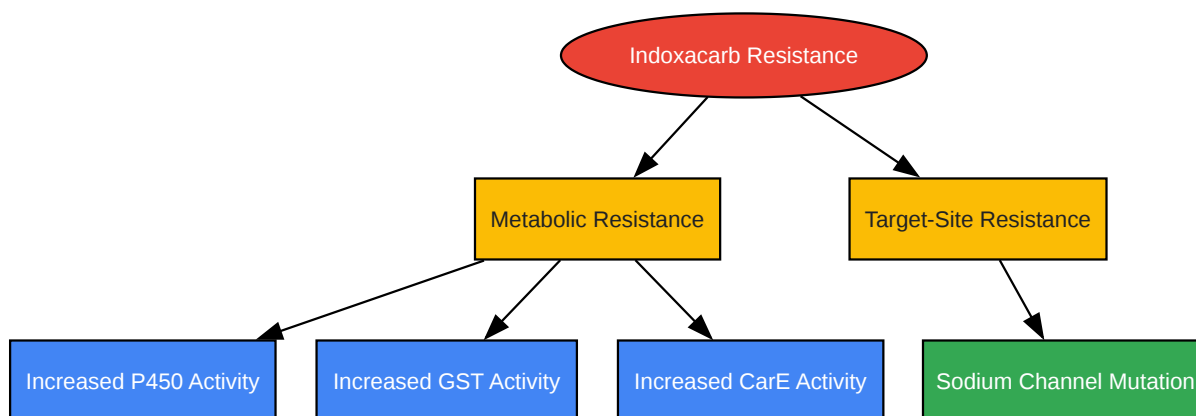 Indoxacarb Resistance
Metabolic Resistance
Target-Site Resistance
Increased P450 Activity
Increased GST Activity
Increased CarE Activity
Sodium Channel Mutation